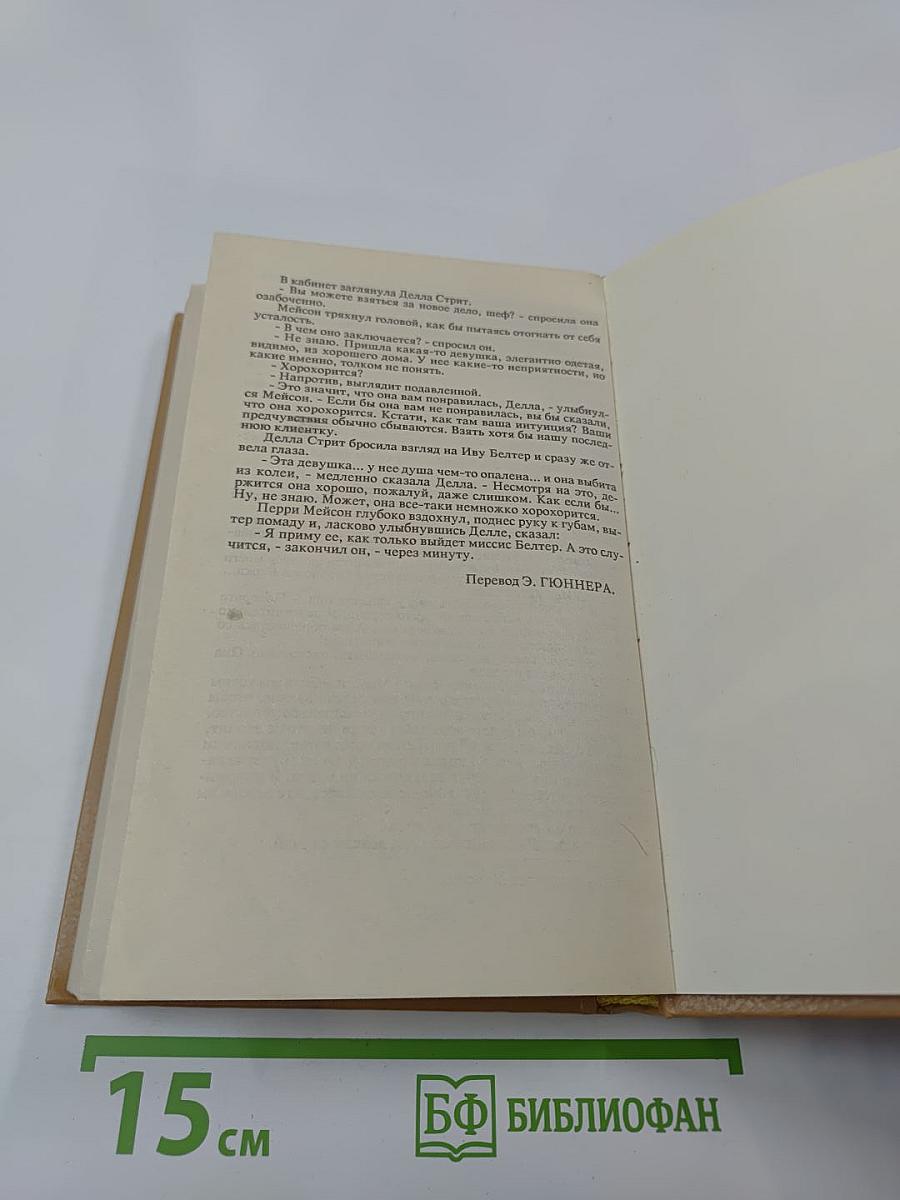 В кабинет заглянула Делла Стрит.
- Вы можете взяться за новое дело, шеф? - спросила она
озабоченно.
Мейсон тряхнул головой, как бы пытаясь отогнать от себя
усталость.
- В чем оно заключается? - спросил он.
- Не знаю. Пришла какая-то девушка, элегантно одетая,
видимо, из хорошего дома. У нее какие-то неприятности, но
какие именно, толком не понять.
- Хорохорится?
- Напротив, выглядит подавленной.
- Это значит, что она вам понравилась, Делла, - улыбнул-
ся Мейсон. - Если бы она вам не понравилась, вы бы сказали,
что она хорохорится. Кстати, как там ваша интуиция? Ваши
предчувствия обычно сбываются. Взять хотя бы нашу послед-
нюю клиентку.
Делла Стрит бросила взгляд на Иву Белтер и сразу же от-
вела глаза.
- Эта девушка... у нее душа чем-то опалена... и она выбита
из колеи, - медленно сказала Делла. - Несмотря на это, де-
ржится она хорошо, пожалуй, даже слишком. Как если бы...
Ну, не знаю. Может, она все-таки немножко хорохорится.
Перри Мейсон глубоко вздохнул, поднес руку к губам, вы-
тер помаду и, ласково улыбнувшись Делле, сказал:
- Я приму ее, как только выйдет миссис Белтер. А это слу-
чится, - закончил он, - через минуту.
Перевод Э. ГЮННЕРА.
15 см
БФ БИБЛИОФАН